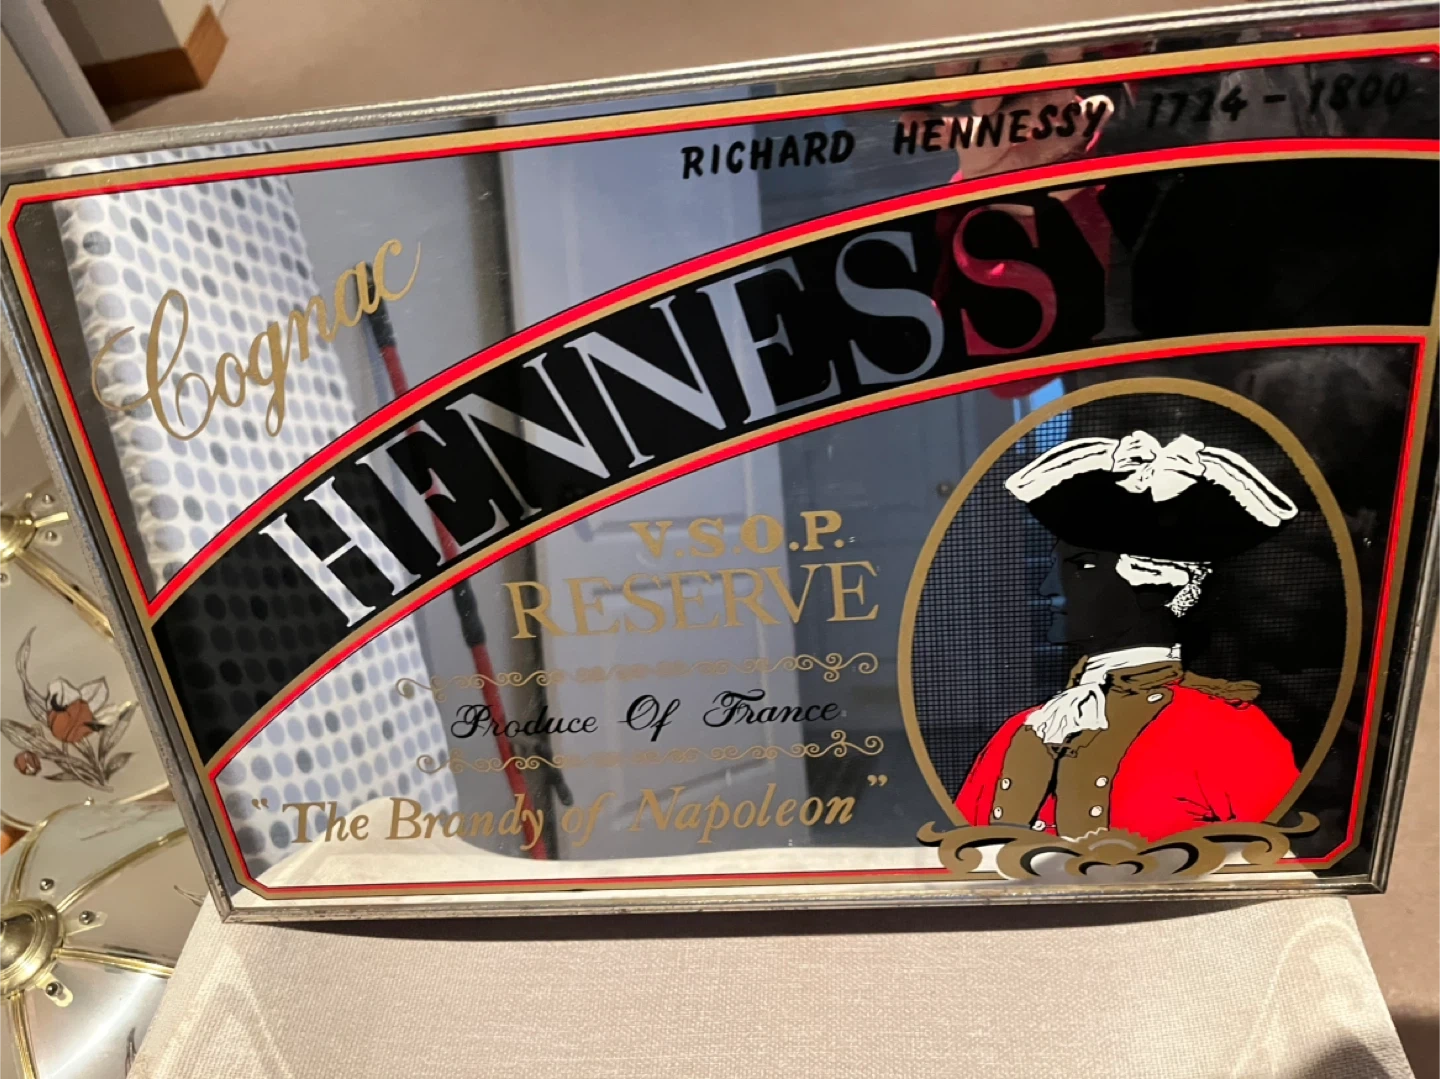 RICHARD HENNESSY 1724 - 1800
Cognac
HENNESSY
V.S.O.P.
RESERVE
Produce Of France
"The Brandy of Napoleon"